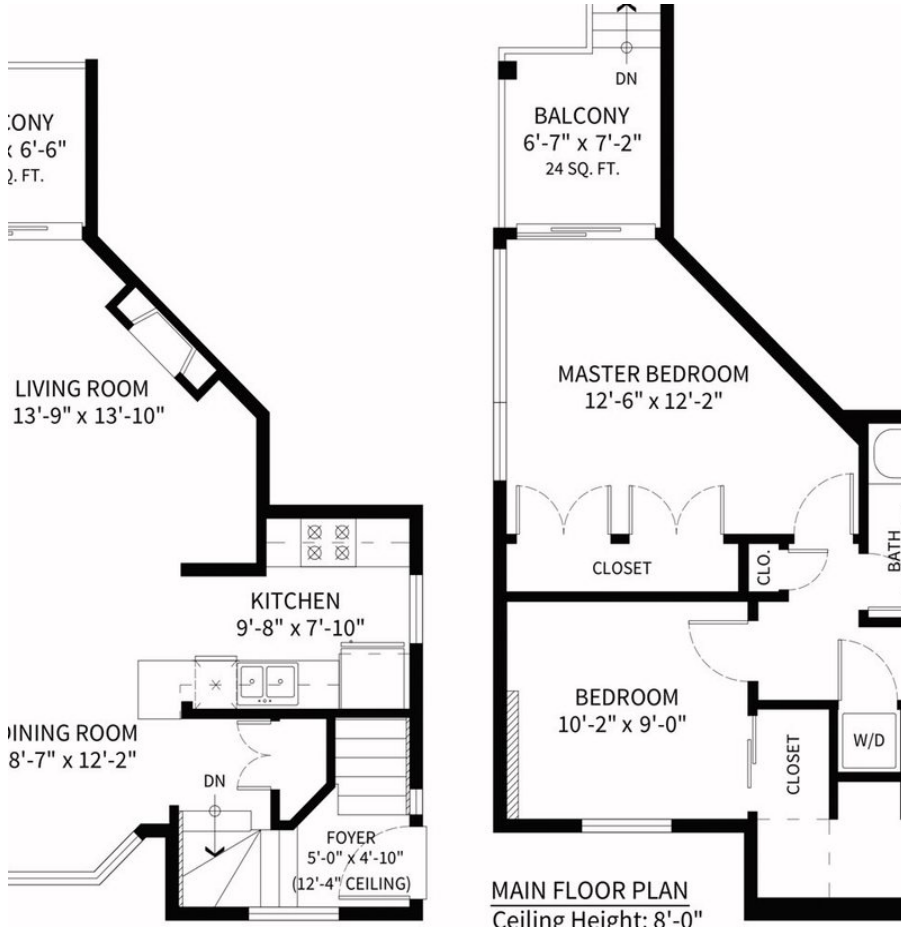 CONY
x 6'-6"
Q. FT.
LIVING ROOM
13'-9" x 13'-10"
KITCHEN
9'-8" x 7'-10"
DINING ROOM
8'-7" x 12'-2"
DN
FOYER
5'-0" x 4'-10"
(12'-4" CEILING)
DN
BALCONY
6'-7" x 7'-2"
24 SQ. FT.
MASTER BEDROOM
12'-6" x 12'-2"
CLOSET
CLO.
BATH
BEDROOM
10'-2" x 9'-0"
CLOSET
W/D
MAIN FLOOR PLAN
Ceiling Height: 8'-0"